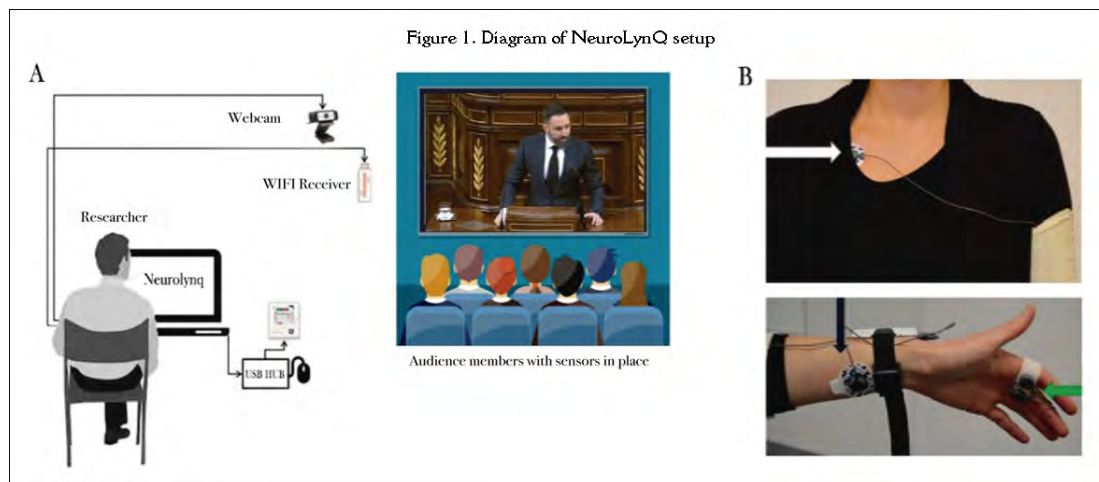 Figure 1. Diagram of NeuroLynQ setup
A
B
Webcam
WIFI Receiver
Researcher
Neurolynq
USB HUB
Audience members with sensors in place